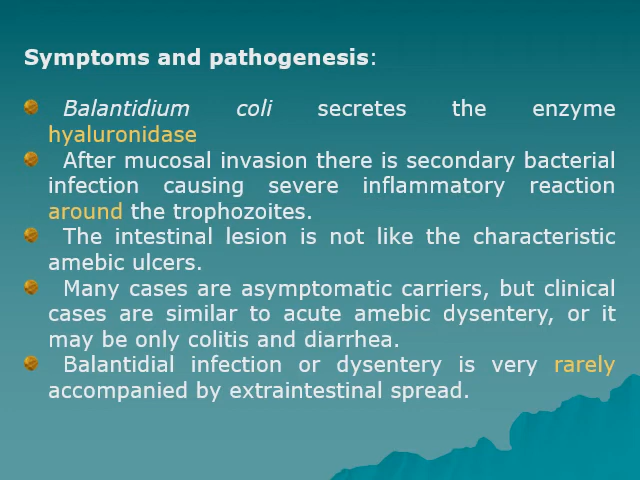 Symptoms and pathogenesis:
Balantidium coli secretes the enzyme
hyaluronidase
After mucosal invasion there is secondary bacterial
infection causing severe inflammatory reaction
around the trophozoites.
The intestinal lesion is not like the characteristic
amebic ulcers.
Many cases are asymptomatic carriers, but clinical
cases are similar to acute amebic dysentery, or it
may be only colitis and diarrhea.
Balantidial infection or dysentery is very rarely
accompanied by extraintestinal spread.